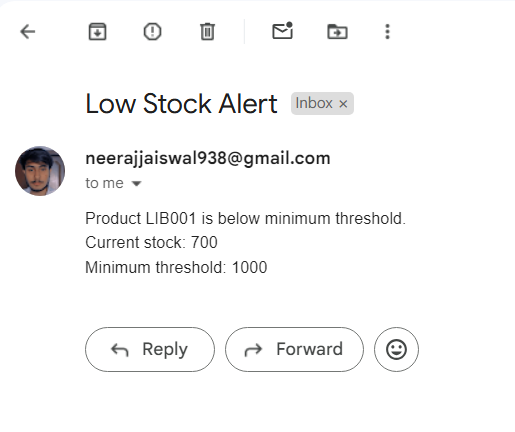 Low Stock Alert Inbox ×
neerajjaiswal938@gmail.com
to me
Product LIB001 is below minimum threshold.
Current stock: 700
Minimum threshold: 1000
Reply Forward